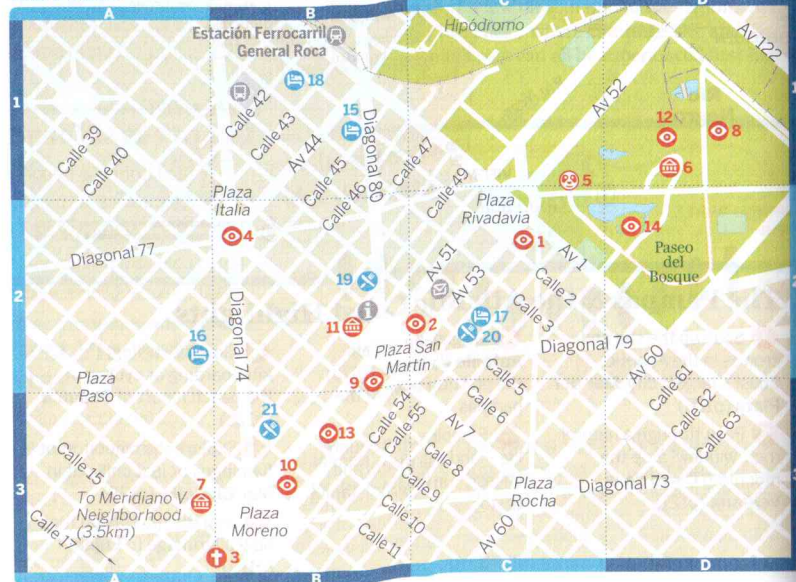 A
B
C
D
Estación Ferrocarril
General Roca
Hipódromo
Av 122
1
18
Calle 42
Calle 43
15
Av 44
Calle 45
Calle 46
Diagonal 80
Calle 47
Calle 49
Av 52
12
8
6
5
1
Calle 39
Calle 40
Plaza
Italia
4
Diagonal 77
Plaza
Rivadavia
1
Av 1
14
Paseo
del
Bosque
2
19
Av 51
Av 53
Calle 2
Calle 3
2
i
11
2
17
20
Plaza San
Martín
Diagonal 79
16
Diagonal 74
Plaza
Paso
9
Calle 5
Calle 6
Av 60
Calle 61
Calle 62
Calle 63
21
13
Calle 54
Calle 55
Av 7
Calle 8
Calle 9
Calle 10
Calle 11
3
Calle 15
7
To Meridiano V
Neighborhood
(3.5km)
Calle 17
10
Plaza
Moreno
3
Plaza
Rocha
Diagonal 73
Av 60
3
A
B
C
D